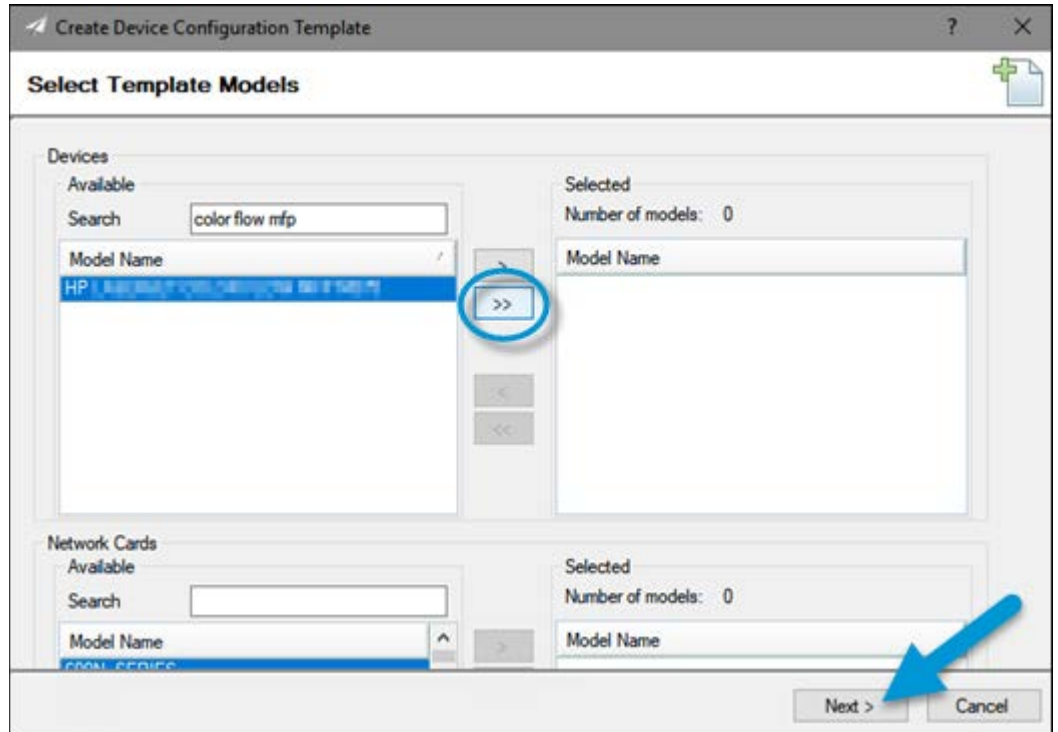 Create Device Configuration Template ? ×
Select Template Models
Devices
Available
Search color flow mfp
Model Name
HP
>
>>
<
<<
Selected
Number of models: 0
Model Name
Network Cards
Available
Search
Model Name
600N SERIES
>
Selected
Number of models: 0
Model Name
Next >
Cancel